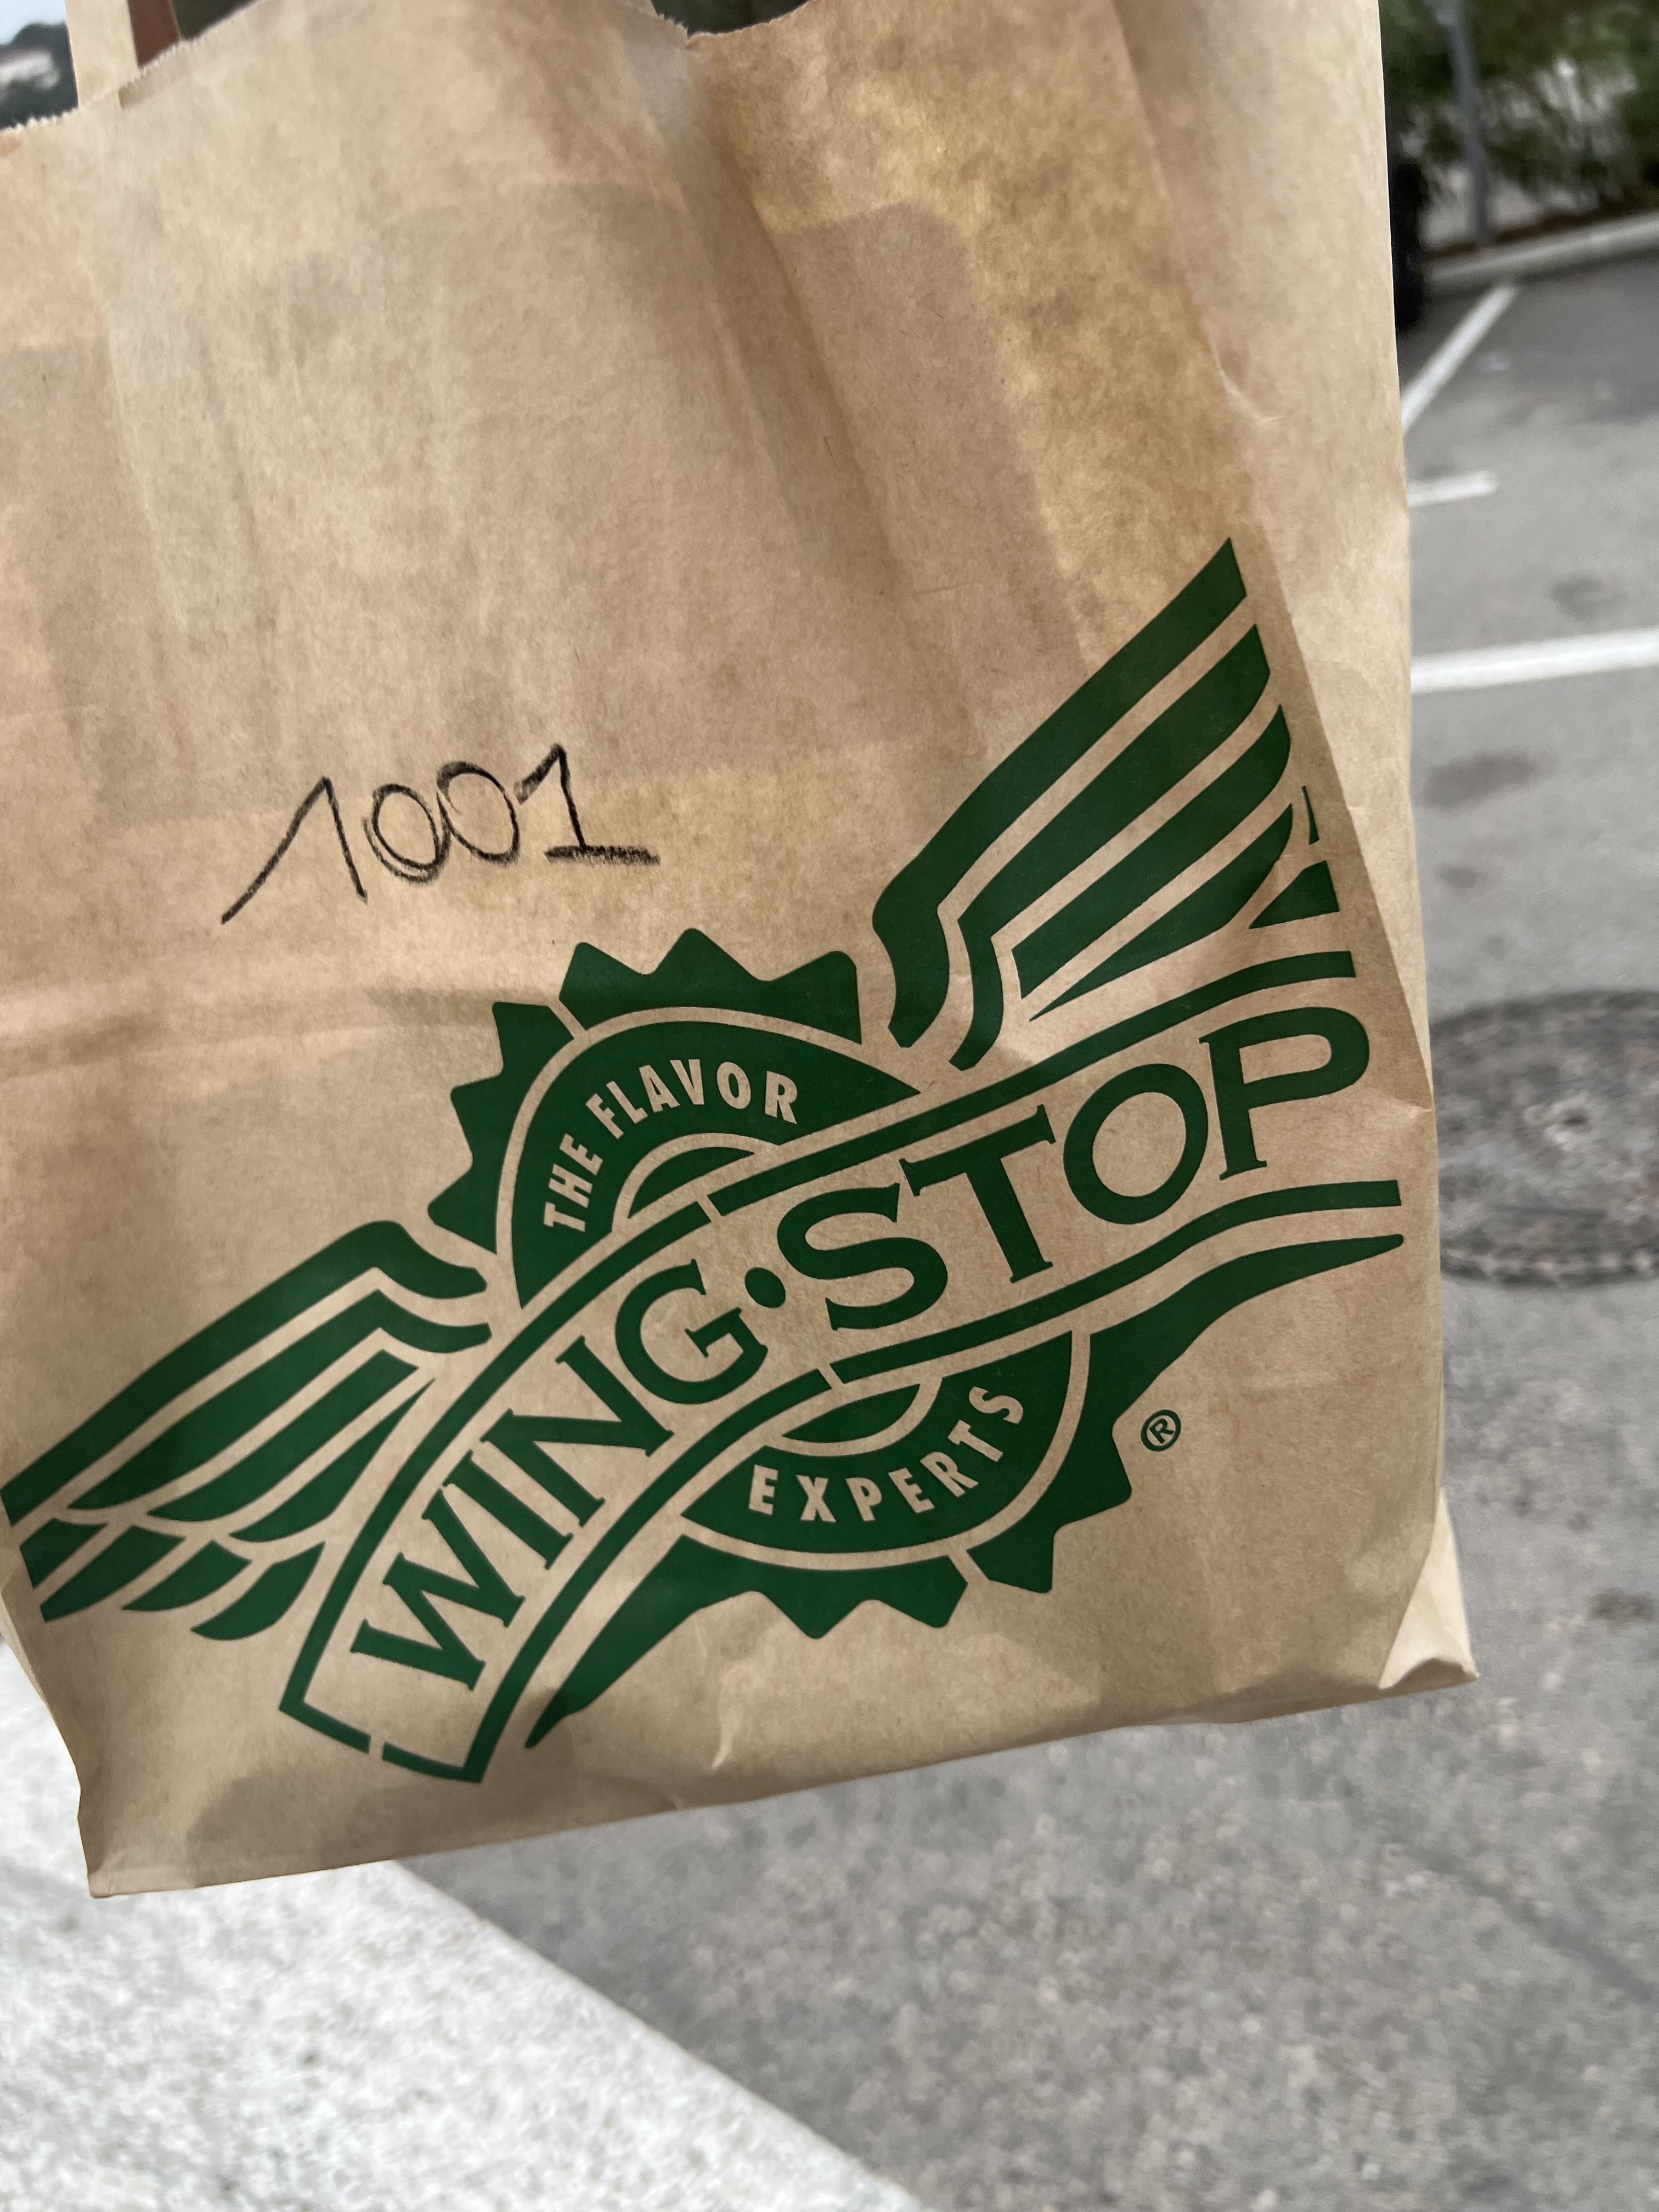 1001
THE FLAVOR
WING·STOP
EXPERTS
®